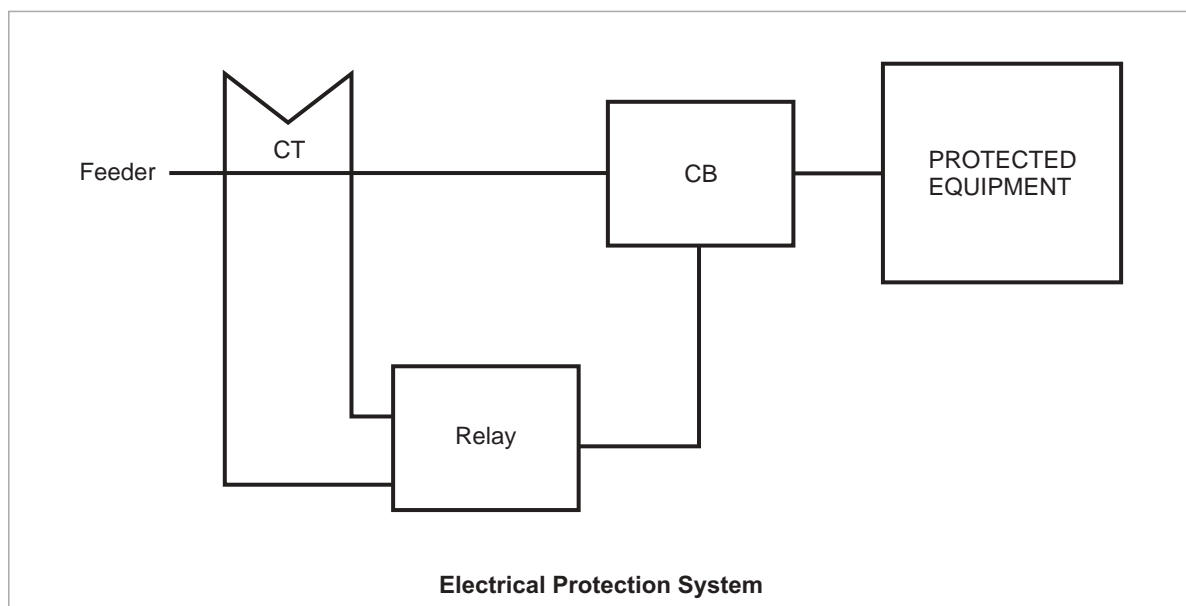 CT
Feeder
CB
PROTECTED
EQUIPMENT
Relay
Electrical Protection System